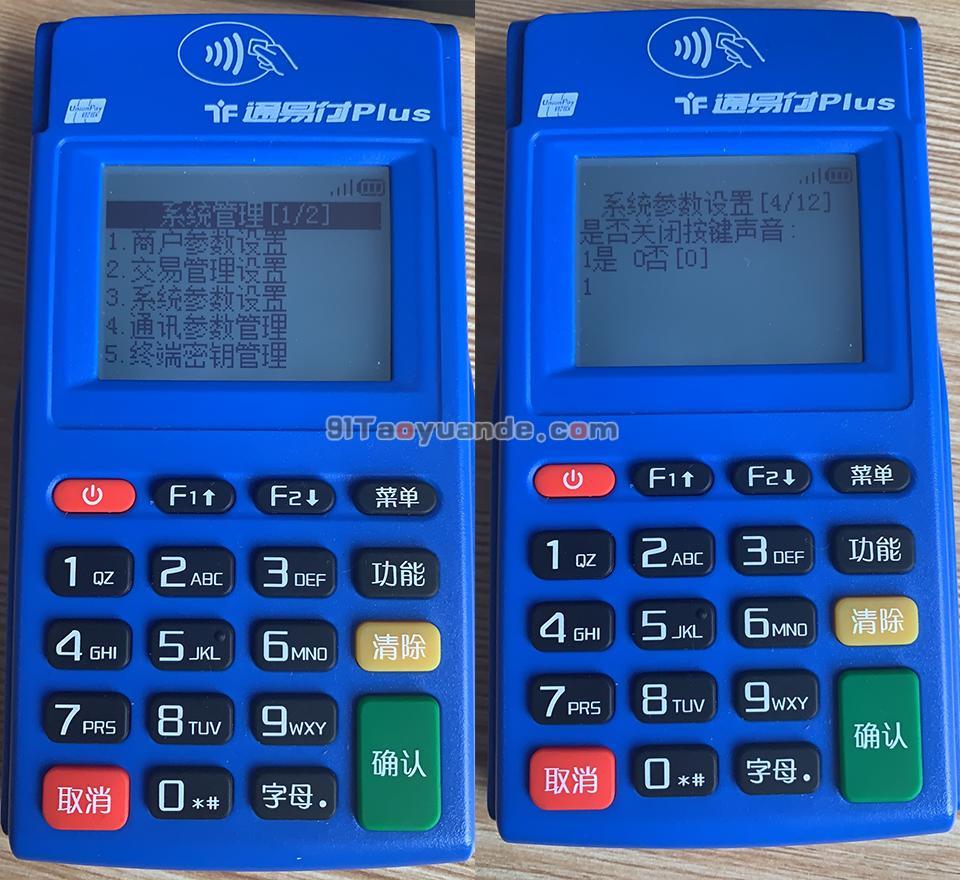 UnionPay
通易付Plus
系统管理[1/2]
1.商户参数设置
2.交易管理设置
3.系统参数设置
4.通讯参数管理
5.终端密钥管理
F1↑
F2↓
菜单
1 QZ
2 ABC
3 DEF
功能
4 GHI
5 JKL
6 MNO
清除
7 PRS
8 TUV
9 WXY
确认
取消
0 *#
字母.
UnionPay
通易付Plus
系统参数设置[4/12]
是否关闭按键声音:
1是 0否[0]
1
F1↑
F2↓
菜单
1 QZ
2 ABC
3 DEF
功能
4 GHI
5 JKL
6 MNO
清除
7 PRS
8 TUV
9 WXY
确认
取消
0 *#
字母.
91Taoyuande.com